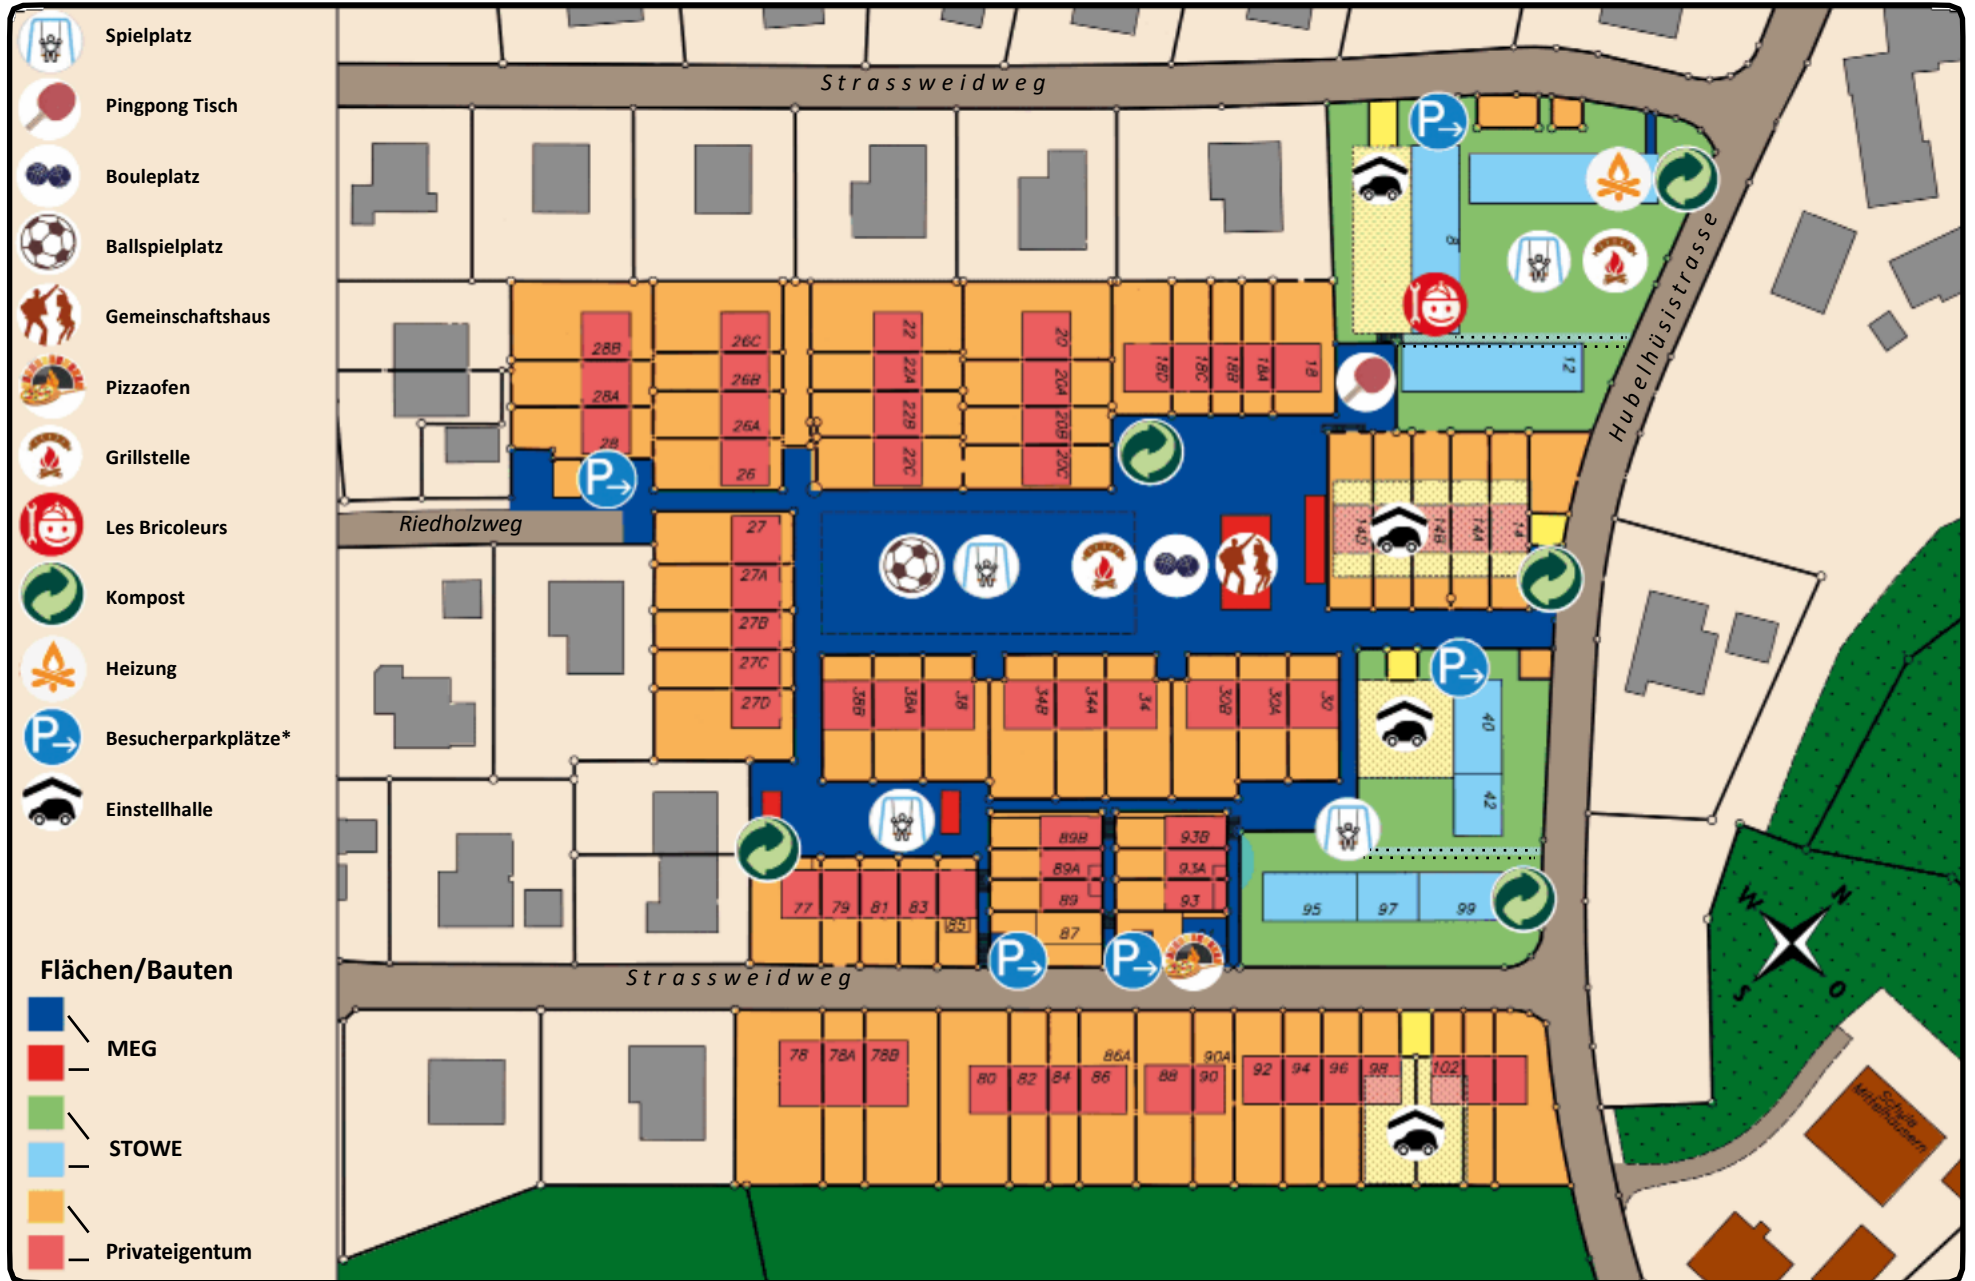 Spielplatz
Pingpong Tisch
Bouleplatz
Ballspielplatz
Gemeinschaftshaus
Pizzaofen
Grillstelle
Les Bricoleurs
Kompost
Heizung
Besucherparkplätze*
Einstellhalle
Flächen/Bauten
MEG
STOWE
Privateigentum
Strassweidweg
P
8
Hubelhüsistrasse
28B
28A
28
26C
26B
26A
26
22
22A
22B
22C
20
20A
20B
20C
18D
18C
18B
18A
18
12
P
Riedholzweg
14D
14B
14A
14
27
27A
27B
27C
27D
38B
38A
38
34B
34A
34
30B
30A
30
P
40
42
77
79
81
83
85
89B
89A
89
87
93B
93A
93
95
97
99
P
P
Strassweidweg
W
N
S
O
78
78A
78B
80
82
84
86
86A
88
90
90A
92
94
96
98
102
Schule
Mittelhäusern
P